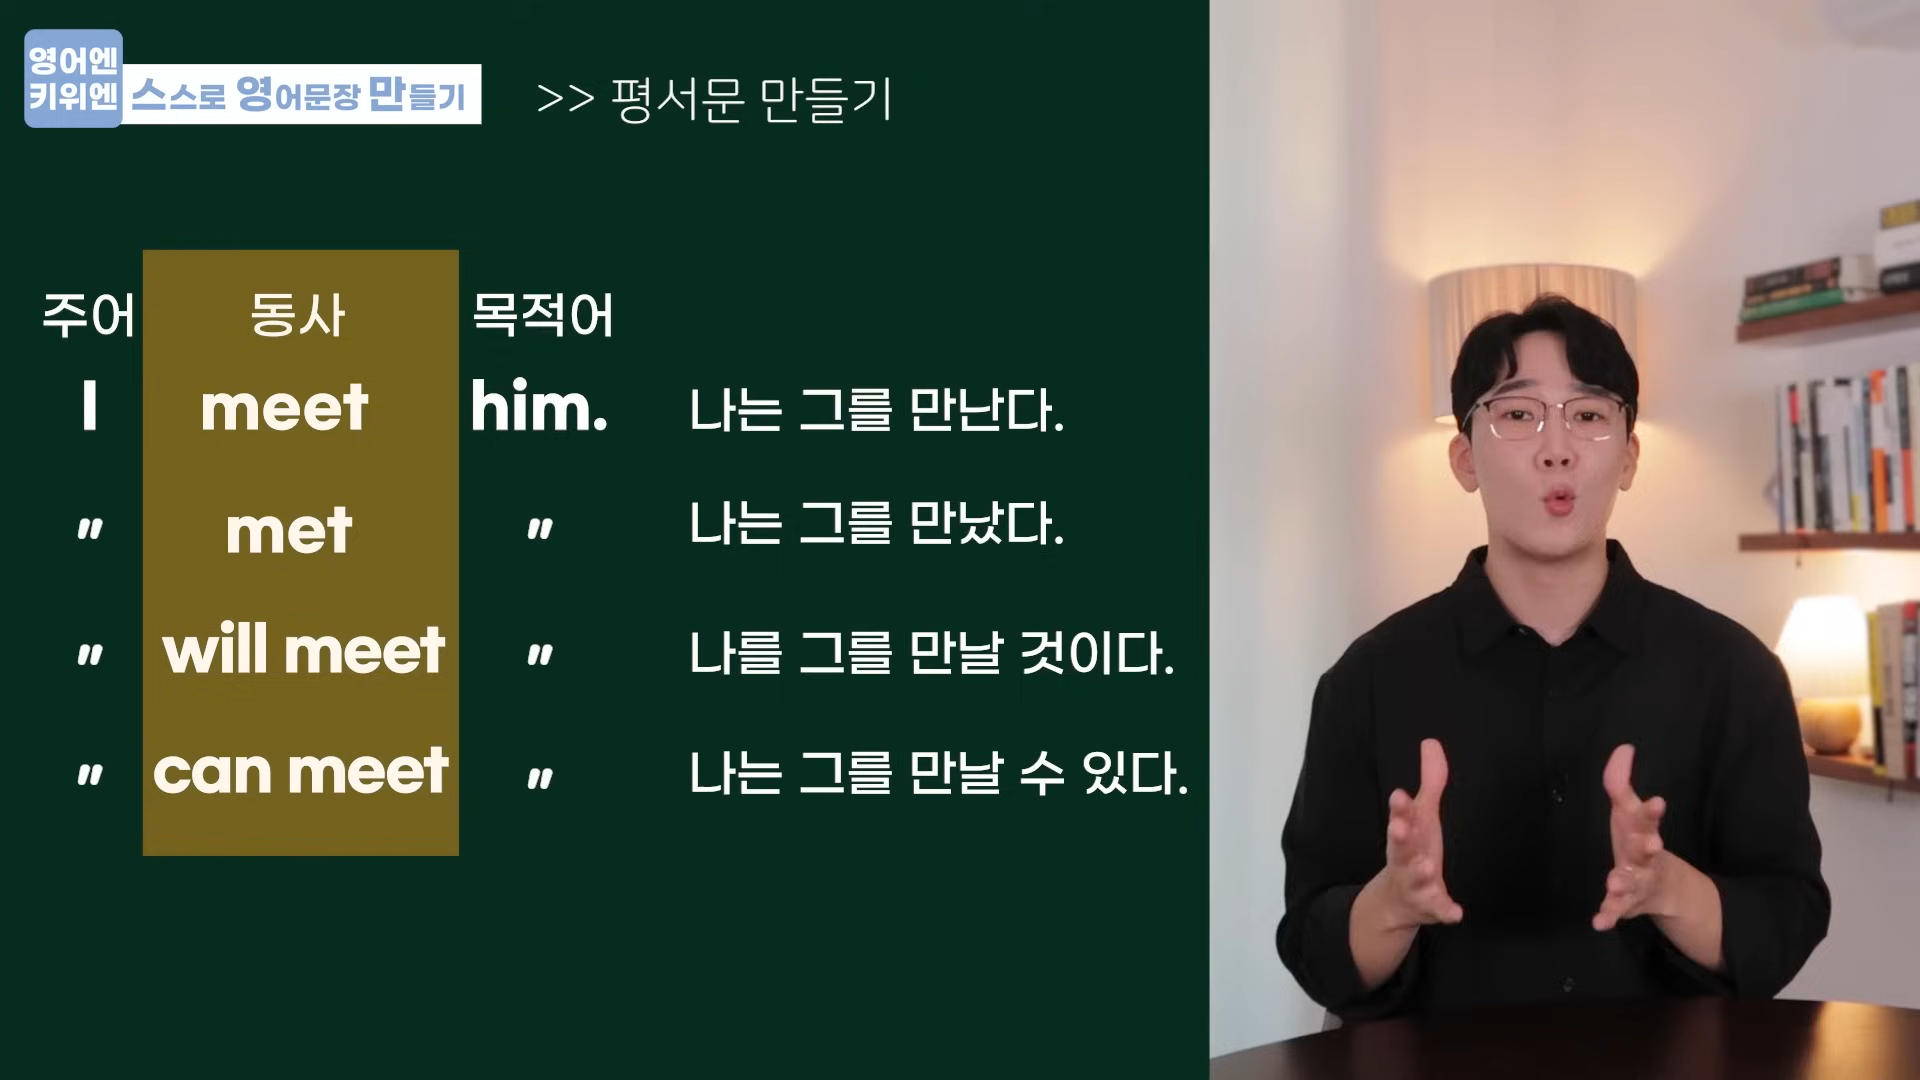 영어엔
키위엔
스스로 영어문장 만들기
>> 평서문 만들기
주어 동사 목적어
I meet him. 나는 그를 만난다.
" met " 나는 그를 만났다.
" will meet " 나를 그를 만날 것이다.
" can meet " 나는 그를 만날 수 있다.